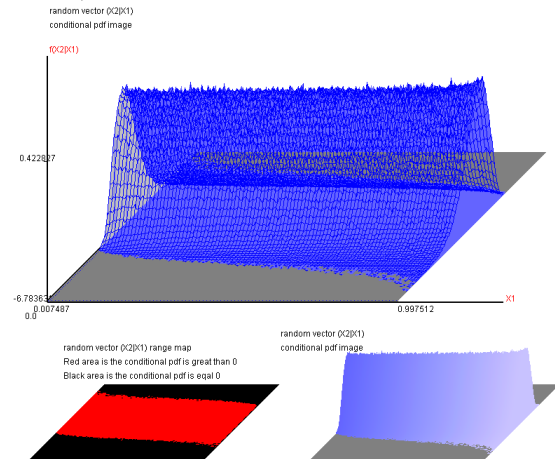 random vector (X2|X1)
conditional pdf image
f(X2|X1)
0.422827
-6.78363
0.007487
0.0
0.997512
X1
random vector (X2|X1) range map
Red area is the conditional pdf is great than 0
Black area is the conditional pdf is eqal 0
random vector (X2|X1)
conditional pdf image